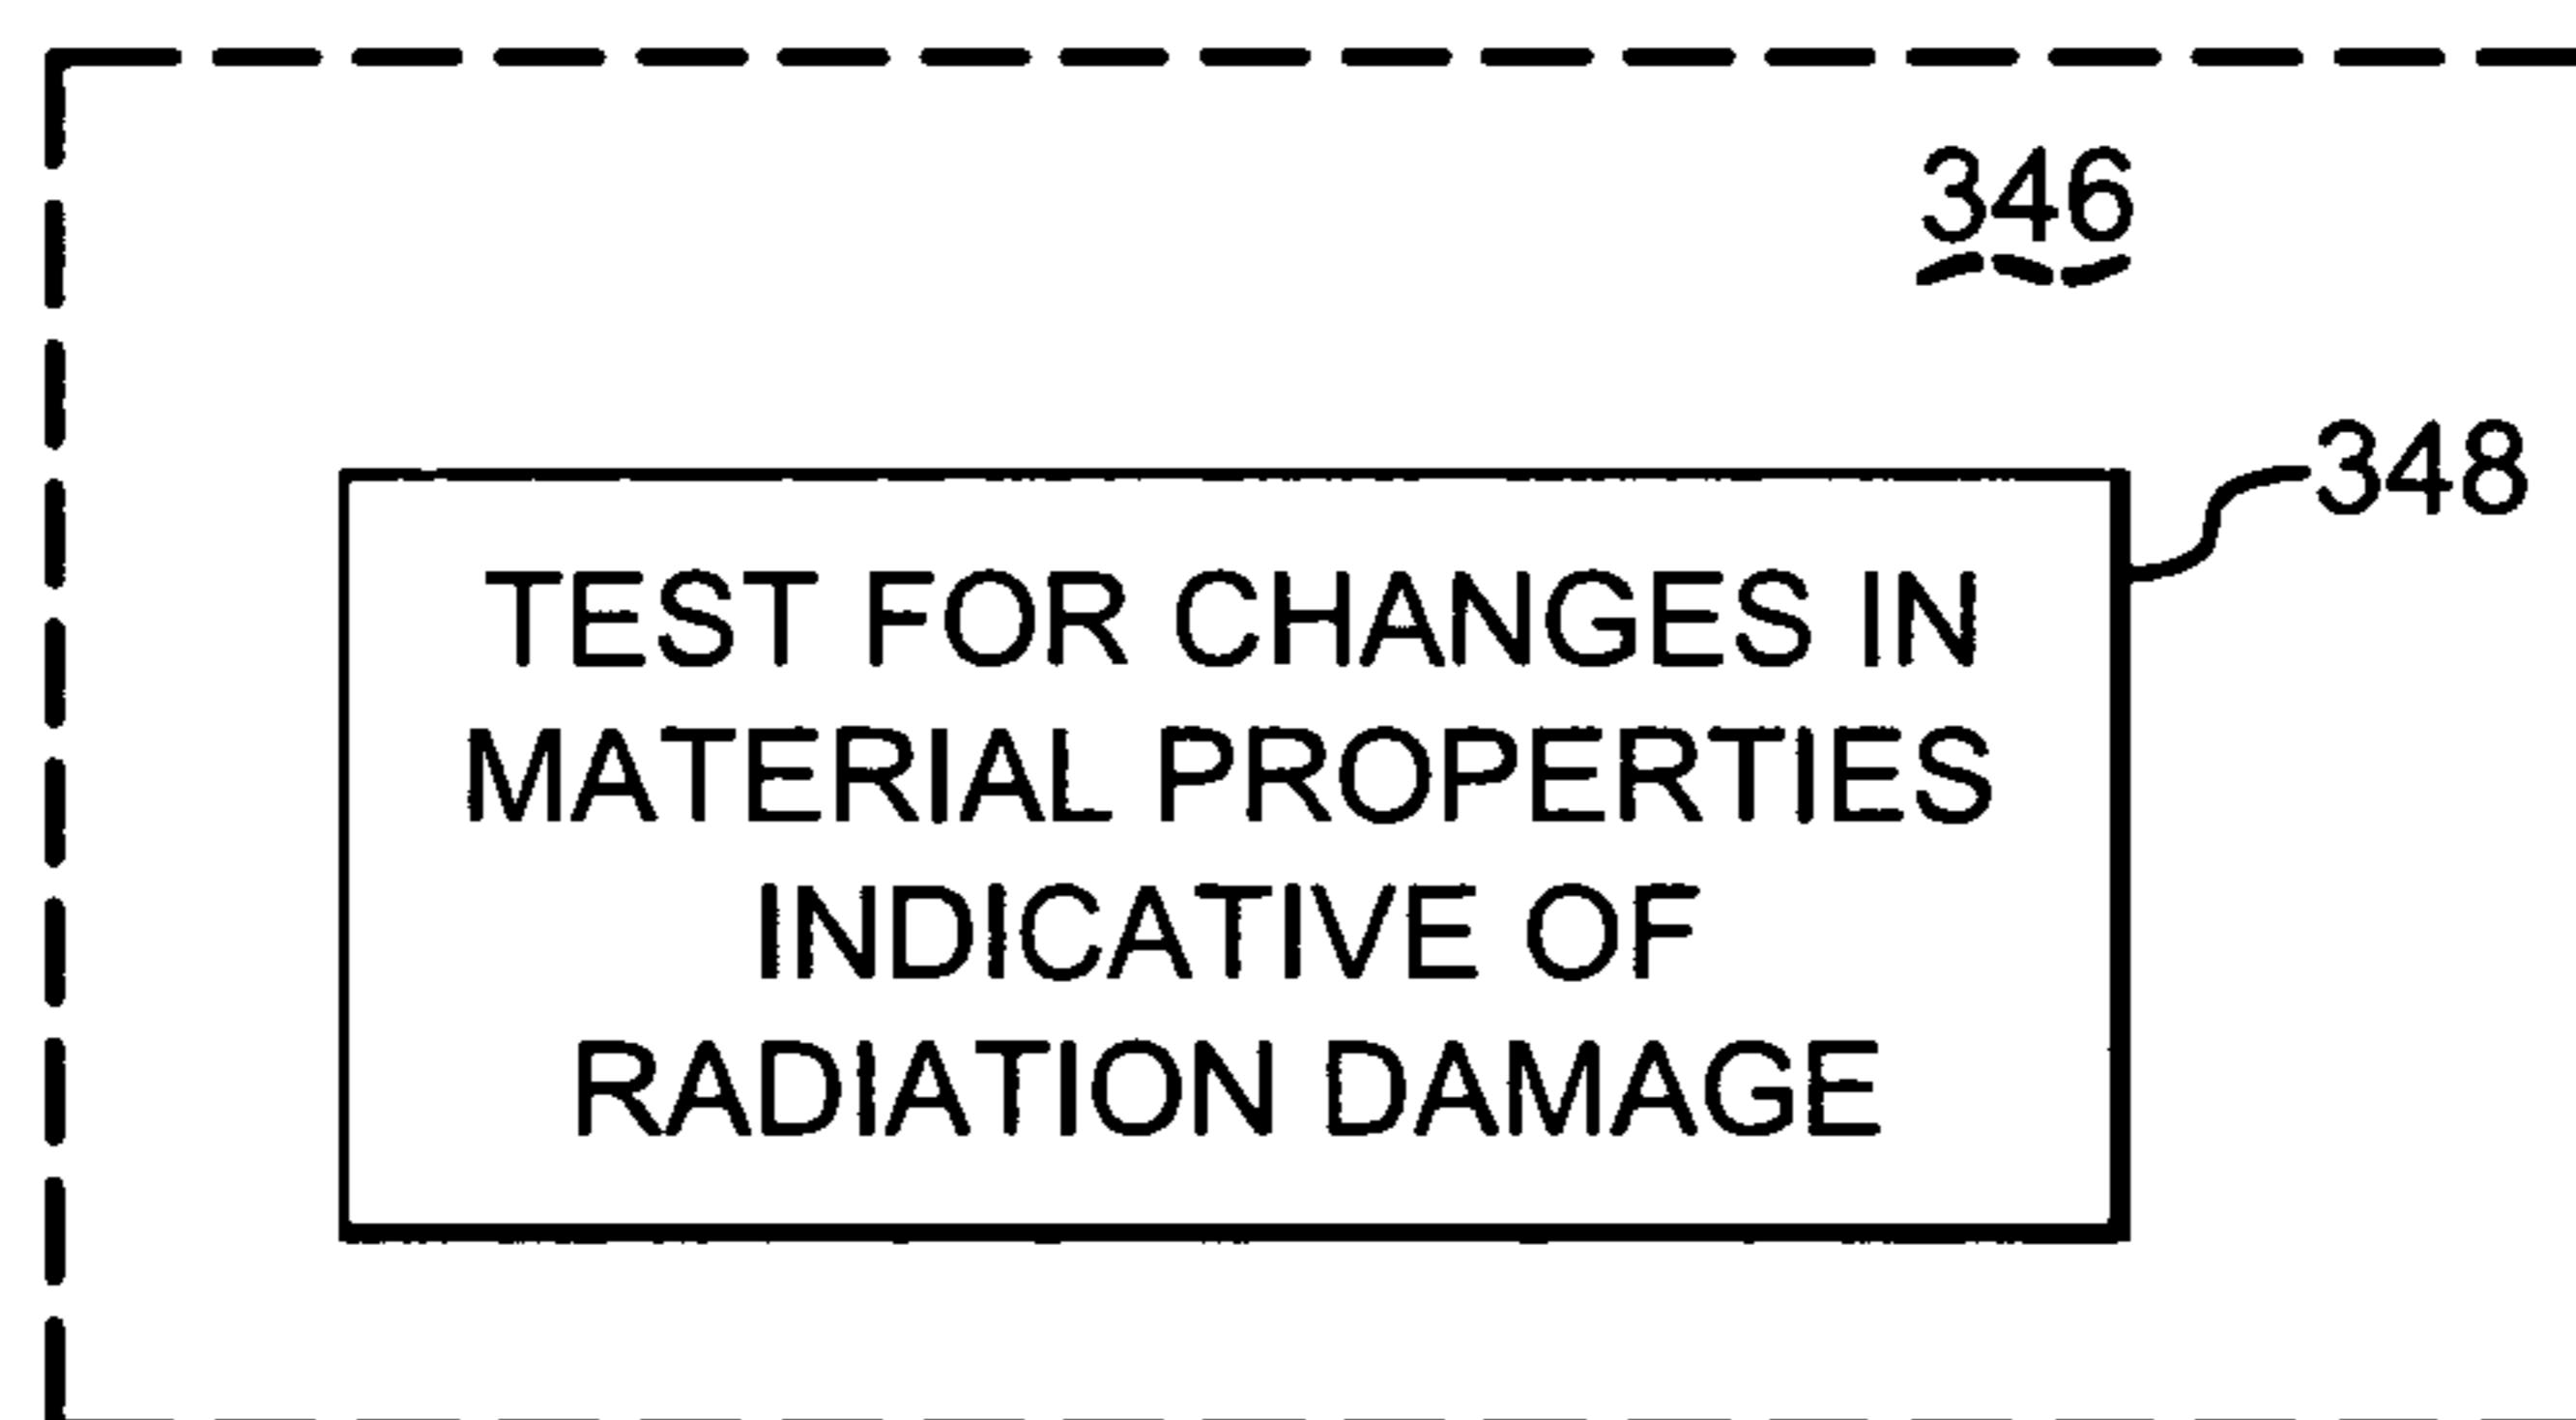 346
348
TEST FOR CHANGES IN
MATERIAL PROPERTIES
INDICATIVE OF
RADIATION DAMAGE